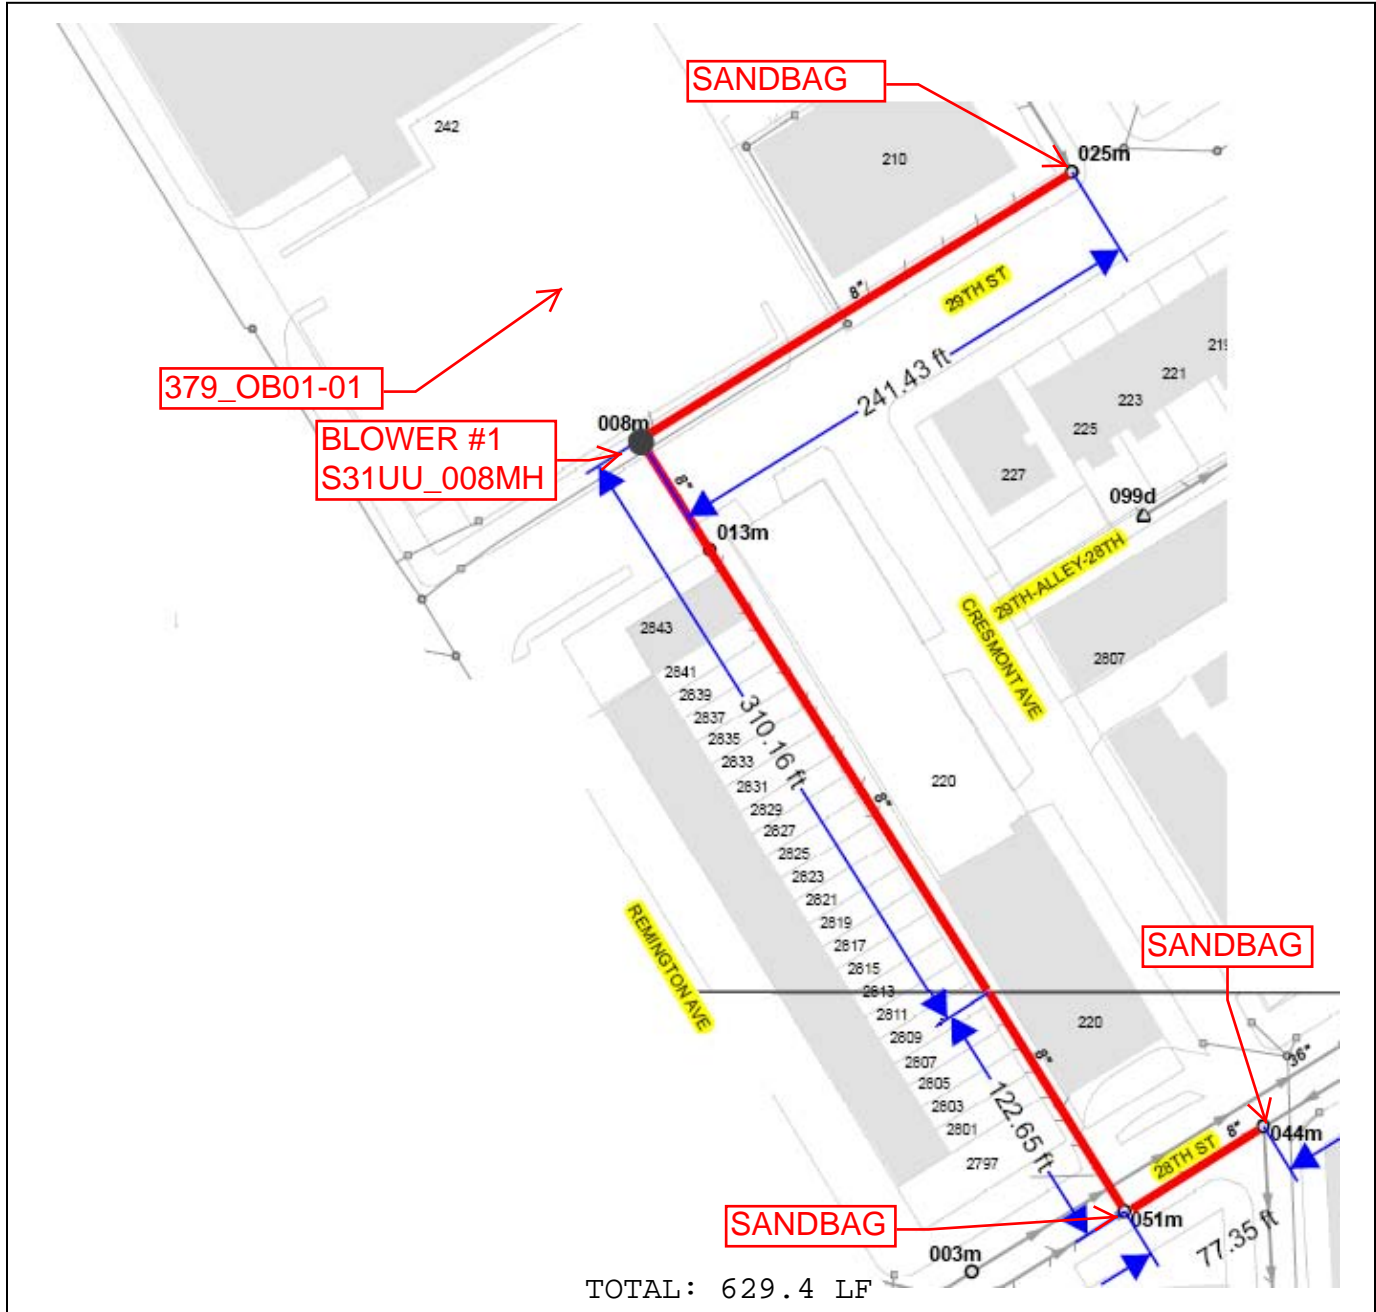 SANDBAG
242
210
025m
8"
29TH ST
379_OB01-01
241.43 ft
221
223
225
008m
BLOWER #1
S31UU_008MH
8"
227
099d
013m
29TH-ALLEY-28TH
CRESMONT AVE
2843
2807
2841
2839
2837
310.16 ft
2835
2833
2831
220
2829
8"
2827
2825
2823
2821
2819
REMINGTON AVE
2817
SANDBAG
2815
2813
2811
220
2809
8"
36"
2807
2805
122.65 ft
2803
2801
8"
044m
28TH ST
2797
SANDBAG
051m
77.35 ft
003m
TOTAL: 629.4 LF